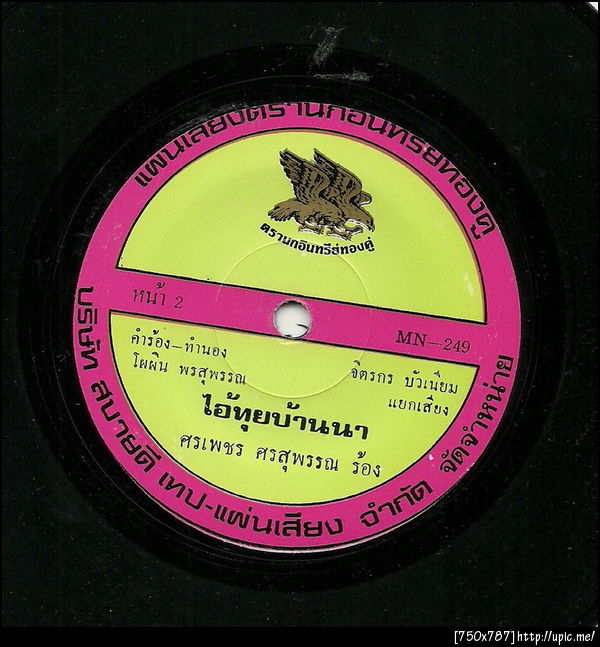 แผ่นเสียงตรานกอินทรีย์ทองคู่
ตรานกอินทรีย์ทองคู่
หน้า 2
MN—249
คำร้อง—ทำนอง
โผผิน พรสุพรรณ
จิตรกร บัวเนียม
แยกเสียง
ไอ้ทุยบ้านนา
ศรเพชร ศรสุพรรณ ร้อง
บริษัท สบายดี เทป-แผ่นเสียง จำกัด จัดจำหน่าย
[750x787]http://upic.me/